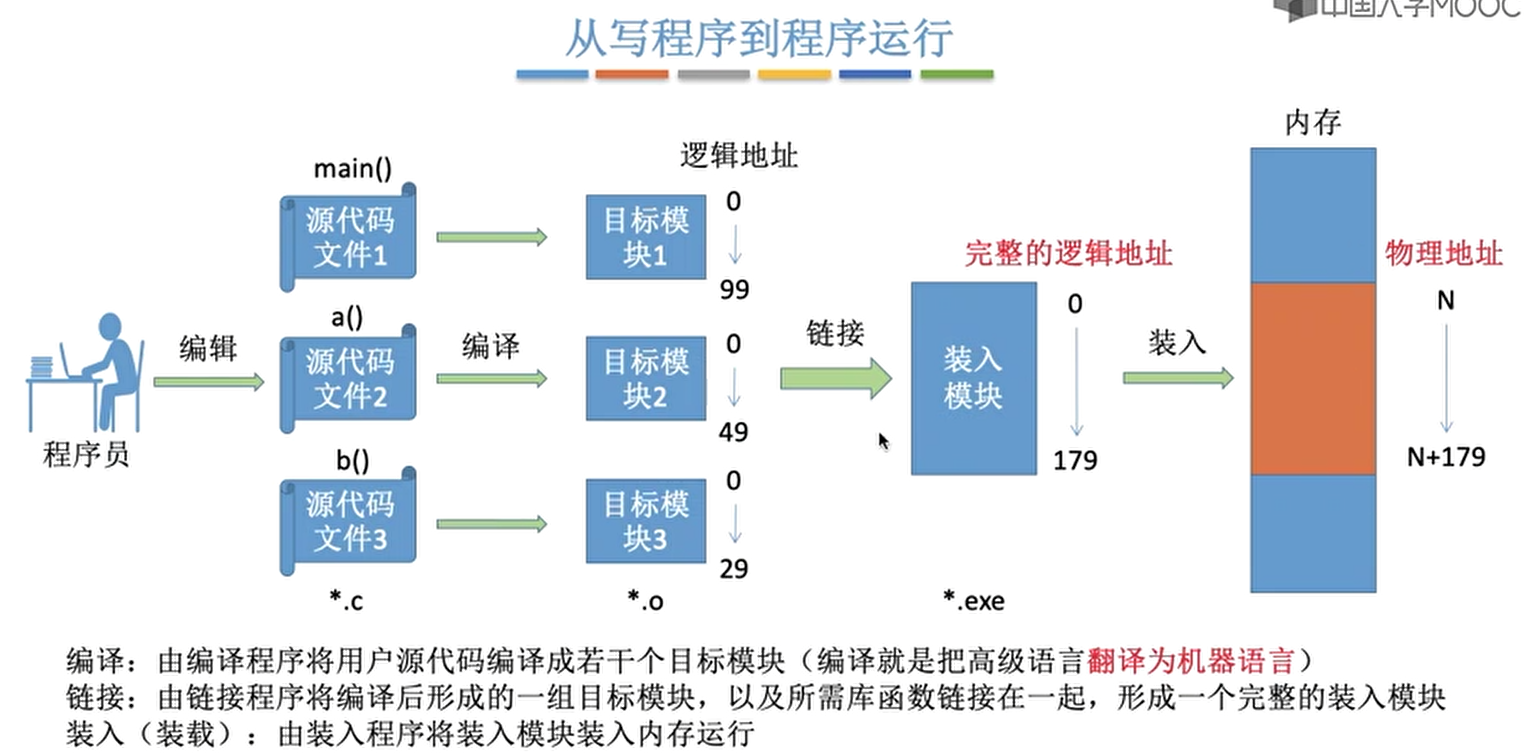 中国大学MOOC
从写程序到程序运行
内存
逻辑地址
main()
源代码
文件1
目标模
块1
0
99
完整的逻辑地址
物理地址
a()
编辑
源代码
文件2
编译
目标模
块2
0
49
链接
装入
模块
0
179
装入
N
N+179
程序员
b()
源代码
文件3
目标模
块3
0
29
*.c
*.o
*.exe
编译：由编译程序将用户源代码编译成若干个目标模块（编译就是把高级语言翻译为机器语言）
链接：由链接程序将编译后形成的一组目标模块，以及所需库函数链接在一起，形成一个完整的装入模块
装入（装载）：由装入程序将装入模块装入内存运行